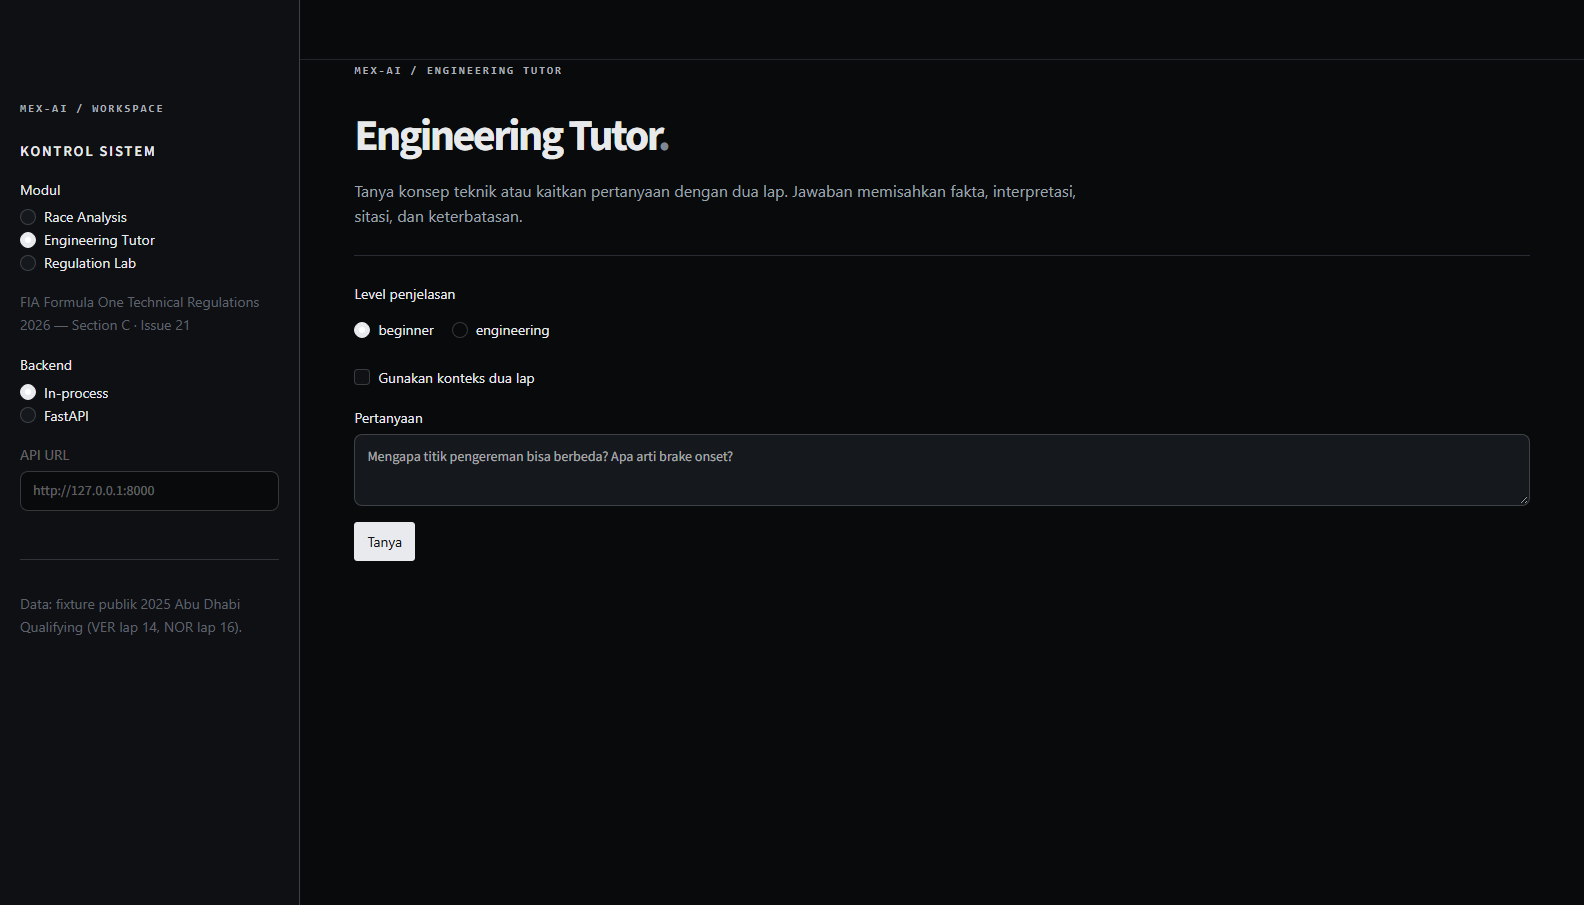 MEX-AI / WORKSPACE
KONTROL SISTEM
Modul
Race Analysis
Engineering Tutor
Regulation Lab
FIA Formula One Technical Regulations
2026 — Section C · Issue 21
Backend
In-process
FastAPI
API URL
http://127.0.0.1:8000
Data: fixture publik 2025 Abu Dhabi
Qualifying (VER lap 14, NOR lap 16).
MEX-AI / ENGINEERING TUTOR
Engineering Tutor.
Tanya konsep teknik atau kaitkan pertanyaan dengan dua lap. Jawaban memisahkan fakta, interpretasi,
sitasi, dan keterbatasan.
Level penjelasan
beginner
engineering
Gunakan konteks dua lap
Pertanyaan
Mengapa titik pengereman bisa berbeda? Apa arti brake onset?
Tanya